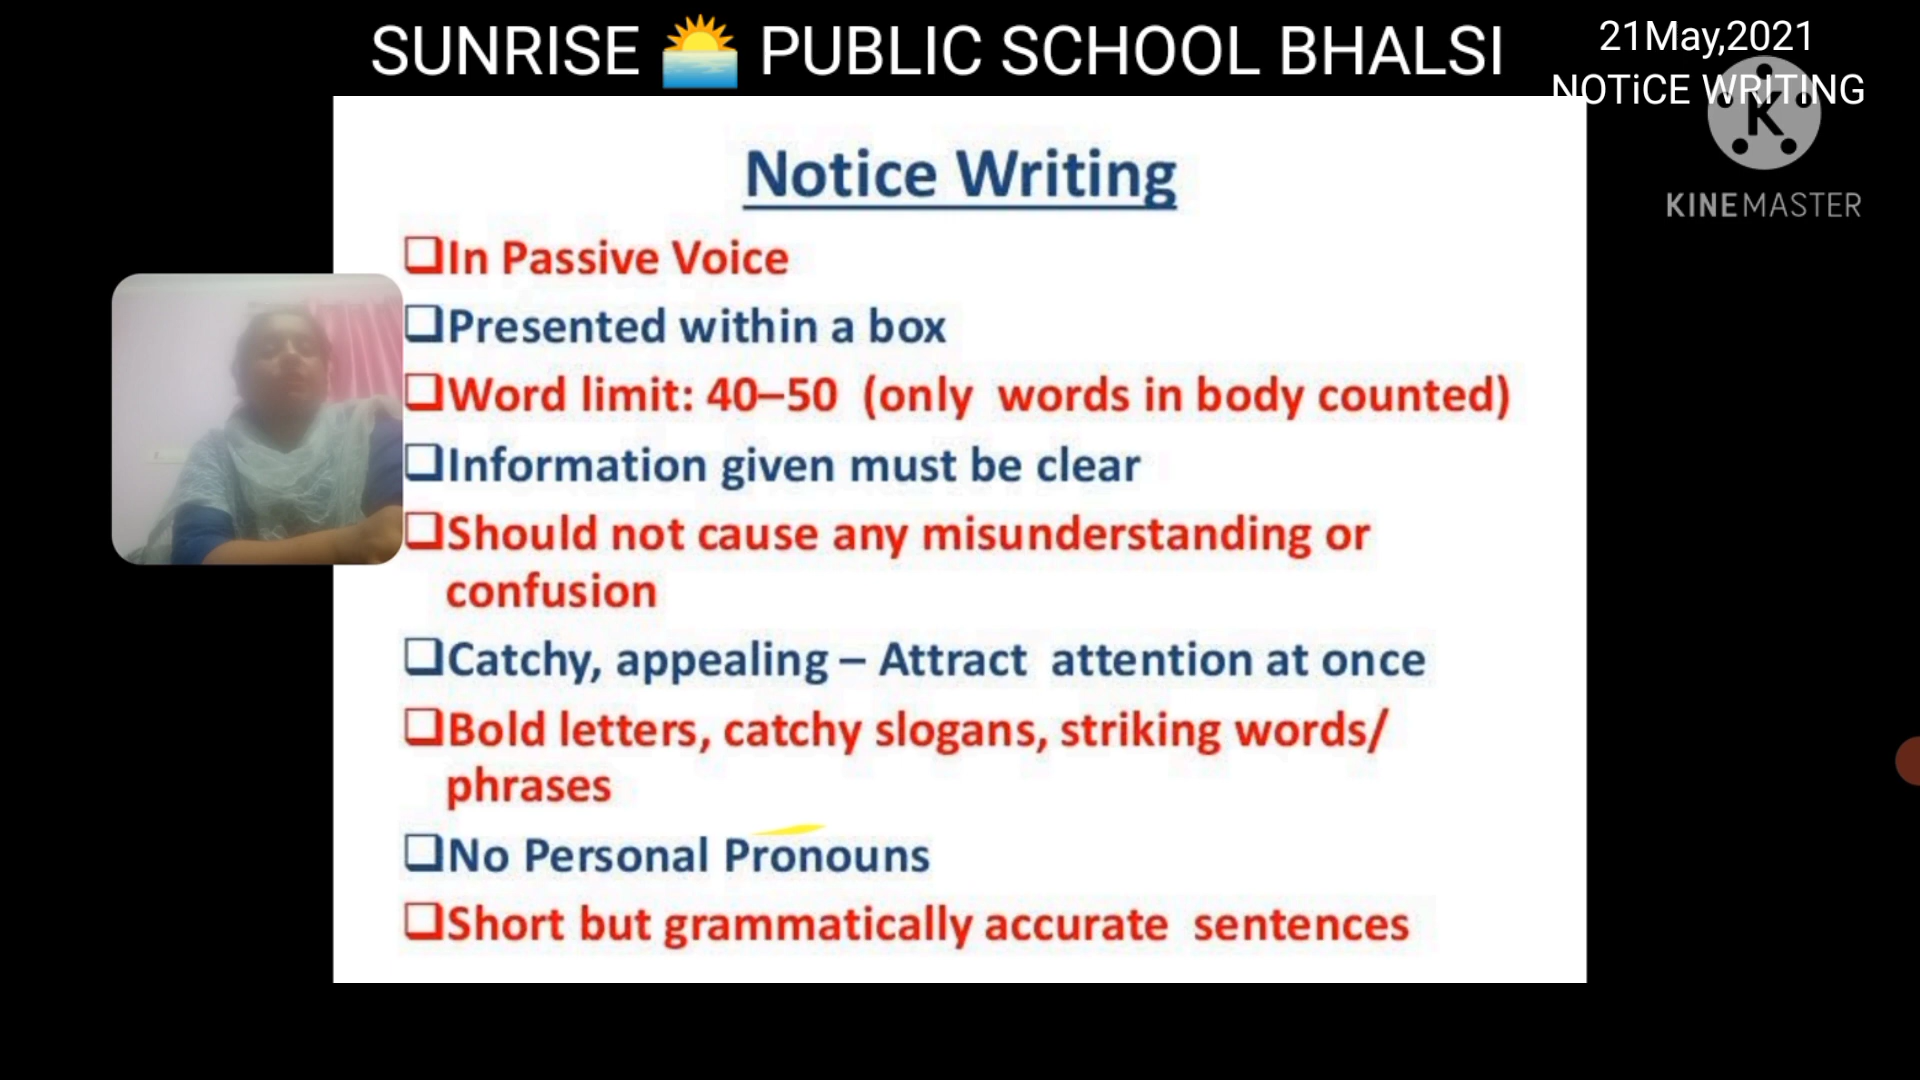 SUNRISE 🌅 PUBLIC SCHOOL BHALSI
21May,2021
NOTiCE WRITING
KINEMASTER
Notice Writing
❑In Passive Voice
❑Presented within a box
❑Word limit: 40–50 (only words in body counted)
❑Information given must be clear
❑Should not cause any misunderstanding or
confusion
❑Catchy, appealing – Attract attention at once
❑Bold letters, catchy slogans, striking words/
phrases
❑No Personal Pronouns
❑Short but grammatically accurate sentences